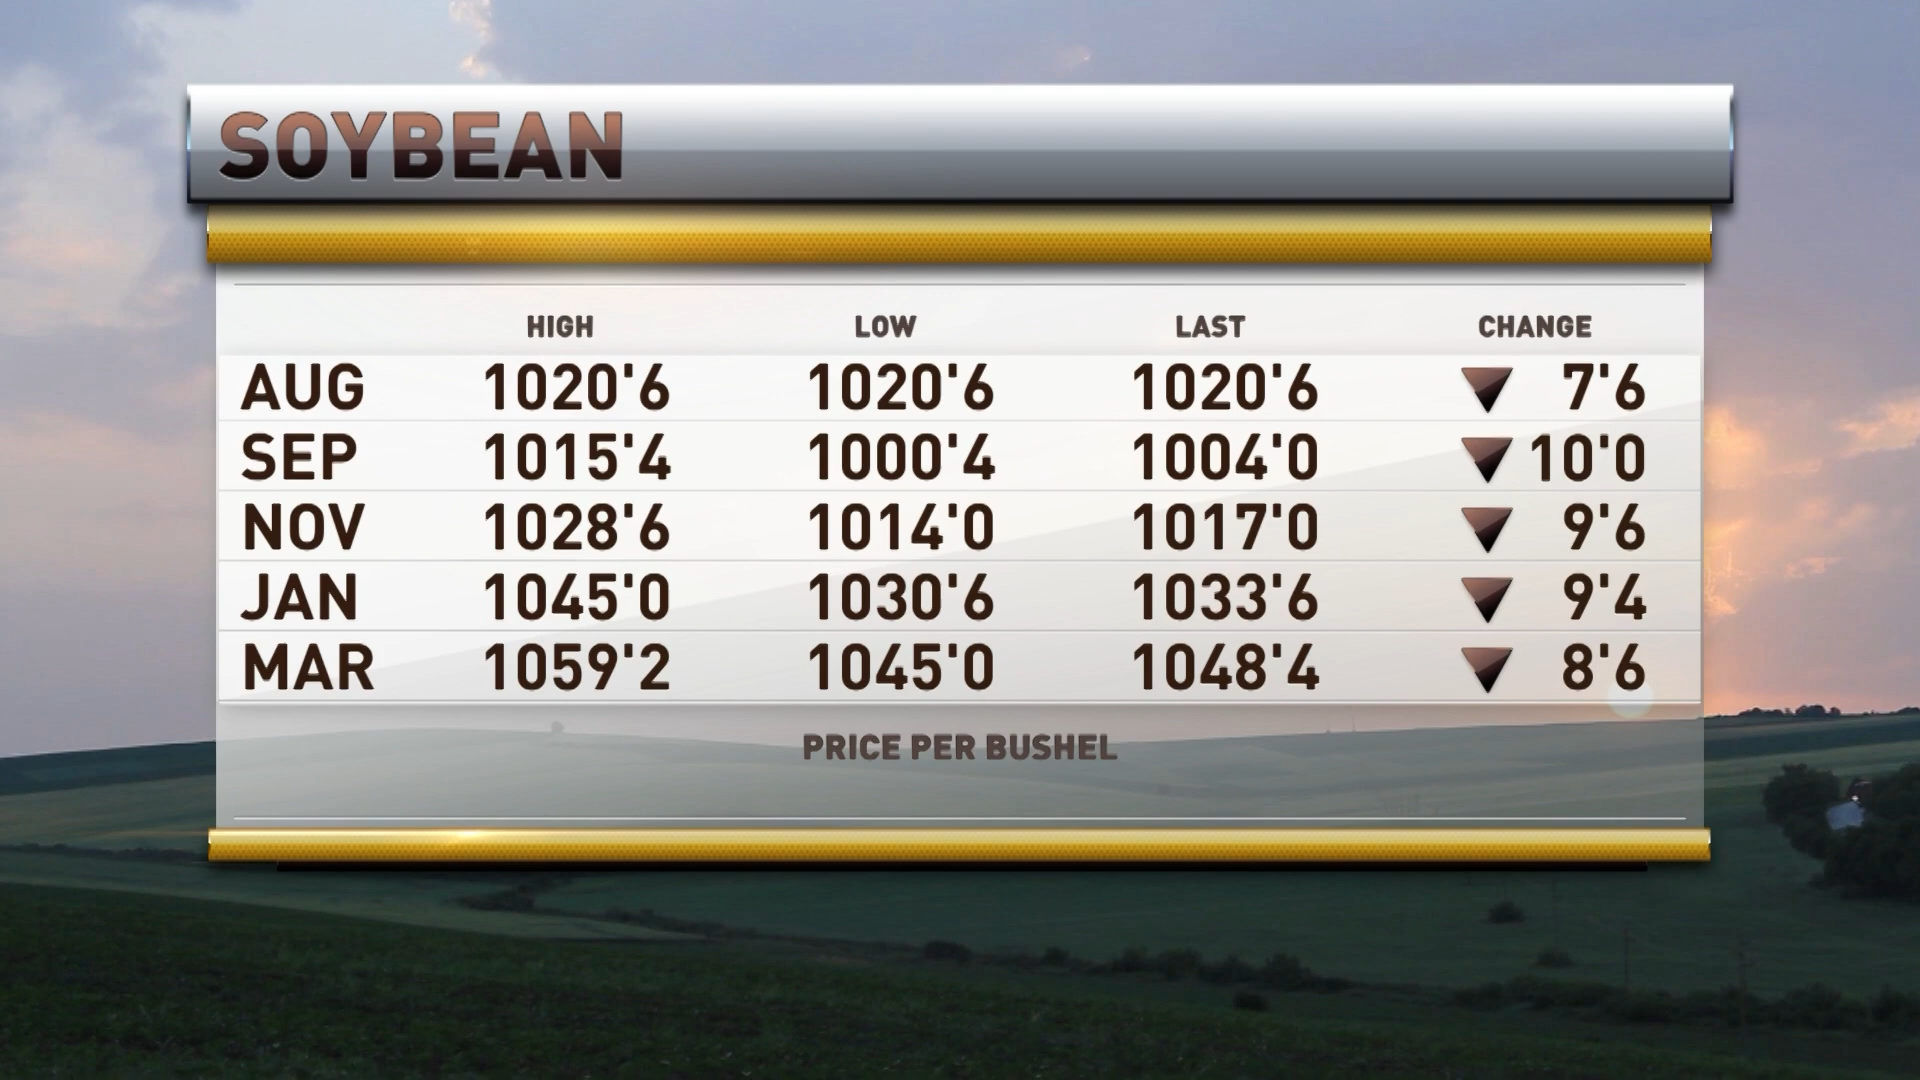 SOYBEAN
HIGH LOW LAST CHANGE
AUG 1020'6 1020'6 1020'6 ▼ 7'6
SEP 1015'4 1000'4 1004'0 ▼ 10'0
NOV 1028'6 1014'0 1017'0 ▼ 9'6
JAN 1045'0 1030'6 1033'6 ▼ 9'4
MAR 1059'2 1045'0 1048'4 ▼ 8'6
PRICE PER BUSHEL